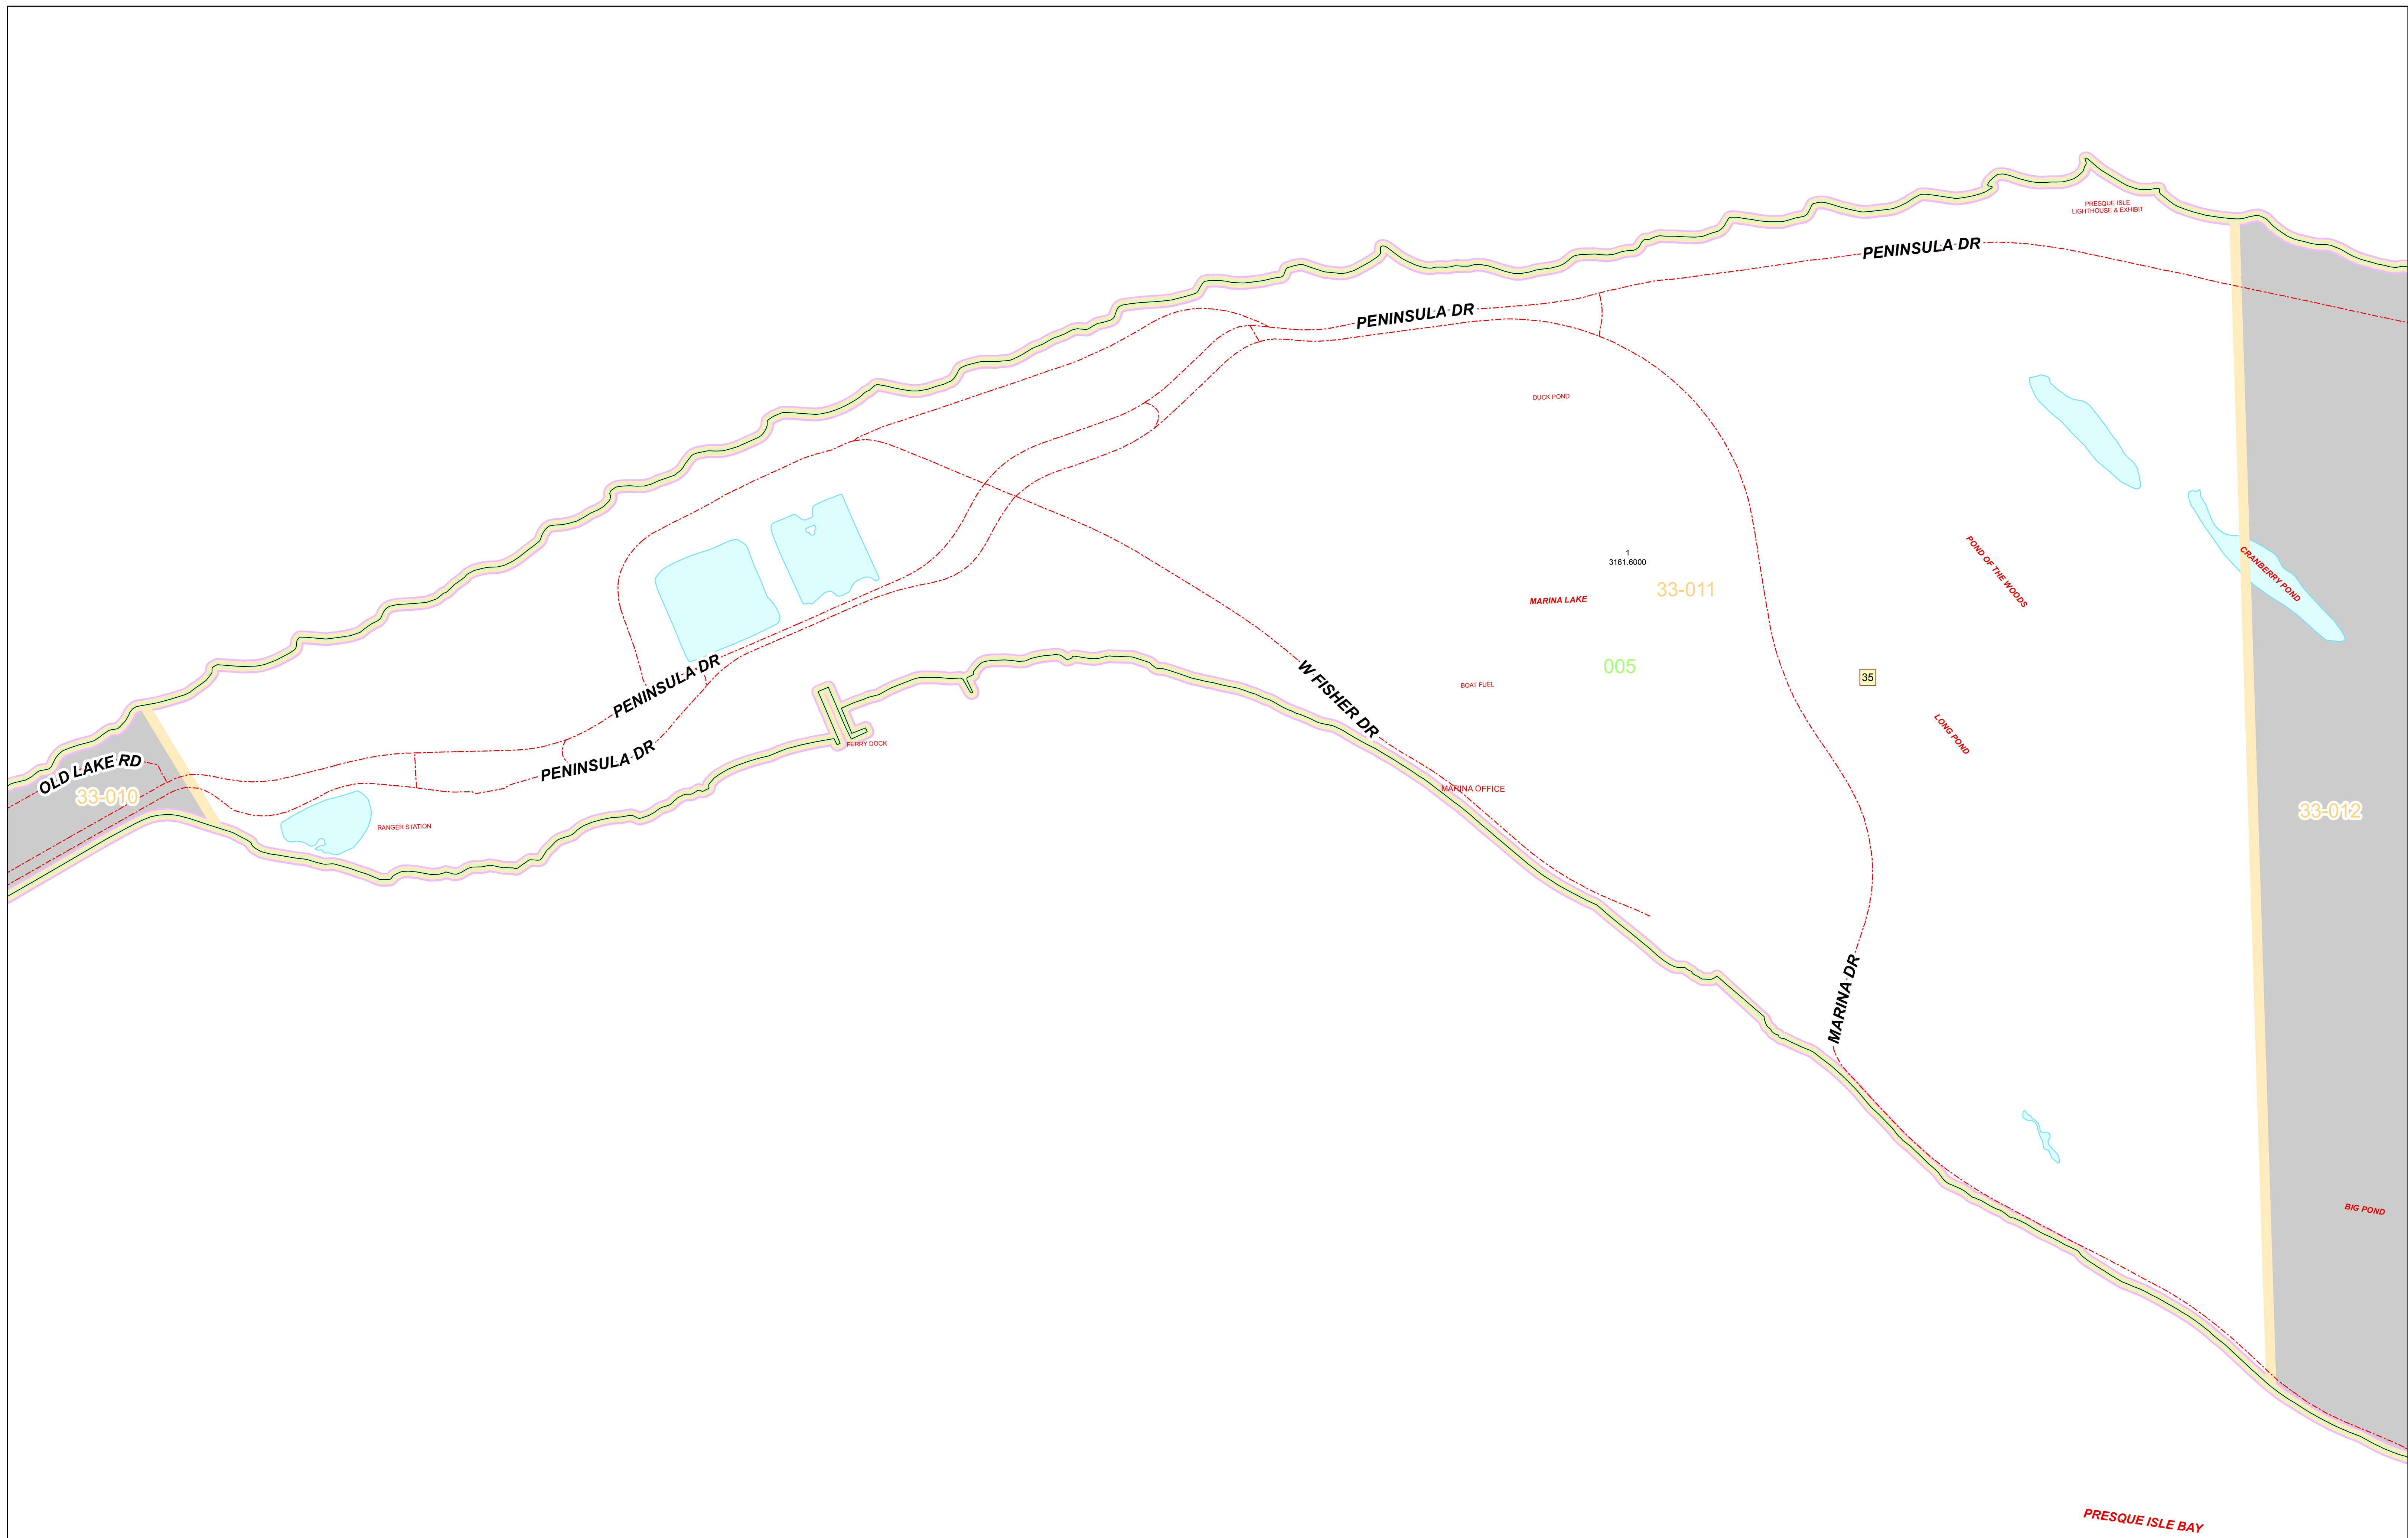 PRESQUE ISLE
LIGHTHOUSE & EXHIBIT
PENINSULA DR
PENINSULA DR
DUCK POND
1
3161.6000
33-011
MARINA LAKE
005
POND OF THE WOODS
CRANBERRY POND
PENINSULA DR
W FISHER DR
BOAT FUEL
35
LONG POND
FERRY DOCK
PENINSULA DR
OLD LAKE RD
33-010
MARINA OFFICE
33-012
RANGER STATION
MARINA DR
BIG POND
PRESQUE ISLE BAY